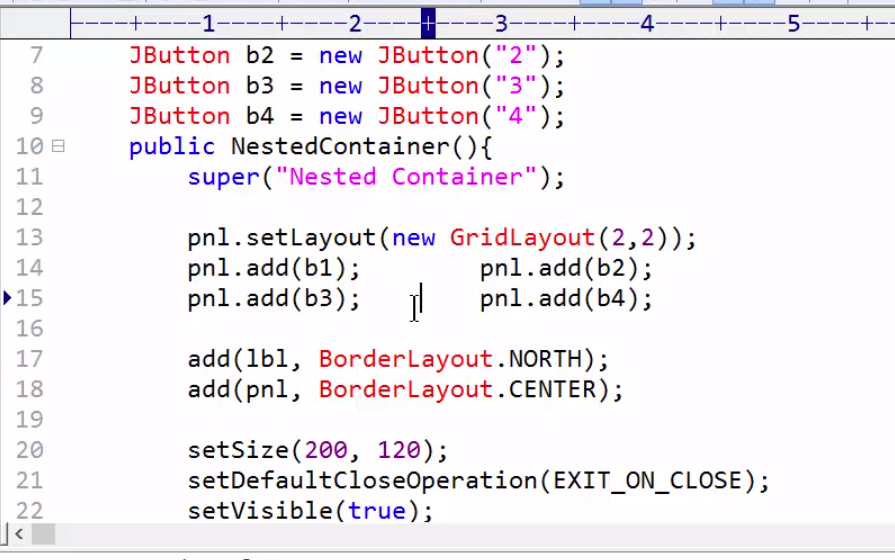 ----+----1----+----2----+----3----+----4----+----5----+
7 JButton b2 = new JButton("2");
8 JButton b3 = new JButton("3");
9 JButton b4 = new JButton("4");
10 public NestedContainer(){
11 super("Nested Container");
12
13 pnl.setLayout(new GridLayout(2,2));
14 pnl.add(b1); pnl.add(b2);
15 pnl.add(b3); pnl.add(b4);
16
17 add(lbl, BorderLayout.NORTH);
18 add(pnl, BorderLayout.CENTER);
19
20 setSize(200, 120);
21 setDefaultCloseOperation(EXIT_ON_CLOSE);
22 setVisible(true);